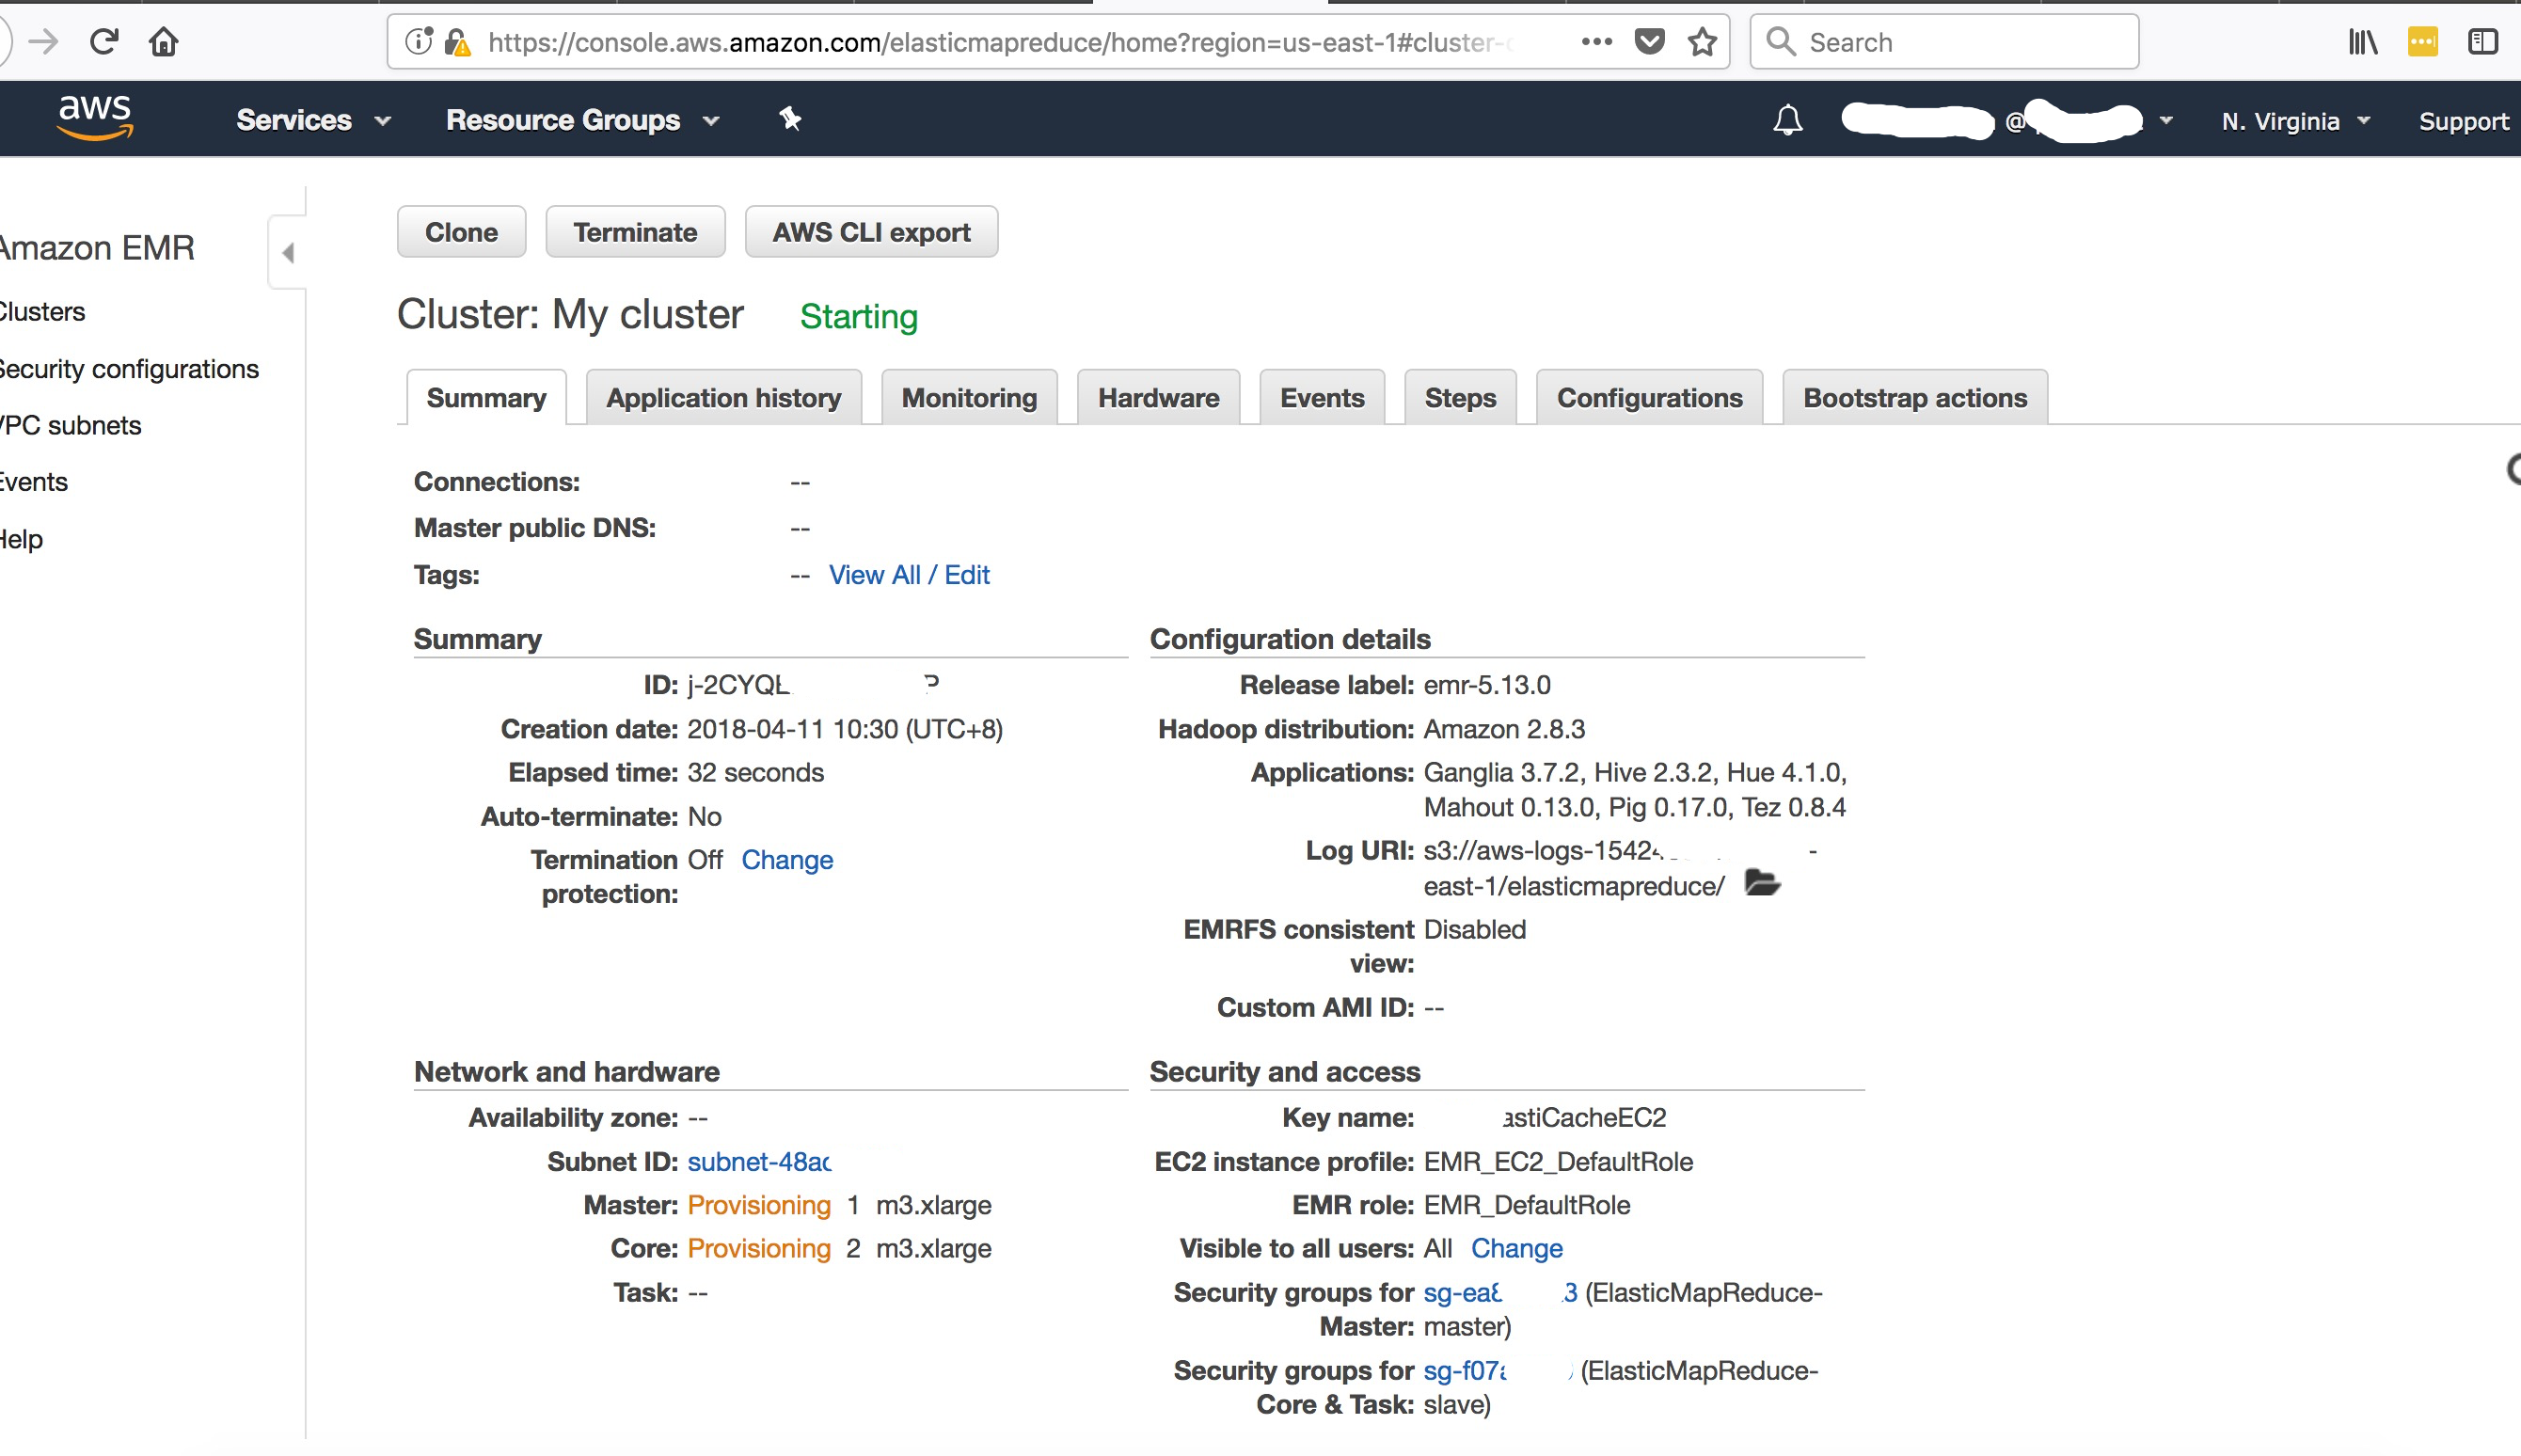 https://console.aws.amazon.com/elasticmapreduce/home?region=us-east-1#cluster-
Search
aws
Services
Resource Groups
@
N. Virginia
Support
Amazon EMR
Clusters
Security configurations
VPC subnets
Events
Help
Clone
Terminate
AWS CLI export
Cluster: My cluster Starting
Summary
Application history
Monitoring
Hardware
Events
Steps
Configurations
Bootstrap actions
Connections: --
Master public DNS: --
Tags: -- View All / Edit
Summary
ID: j-2CYQ
Creation date: 2018-04-11 10:30 (UTC+8)
Elapsed time: 32 seconds
Auto-terminate: No
Termination Off Change
protection:
Configuration details
Release label: emr-5.13.0
Hadoop distribution: Amazon 2.8.3
Applications: Ganglia 3.7.2, Hive 2.3.2, Hue 4.1.0,
Mahout 0.13.0, Pig 0.17.0, Tez 0.8.4
Log URI: s3://aws-logs-1542 -
east-1/elasticmapreduce/
EMRFS consistent Disabled
view:
Custom AMI ID: --
Network and hardware
Availability zone: --
Subnet ID: subnet-48a
Master: Provisioning 1 m3.xlarge
Core: Provisioning 2 m3.xlarge
Task: --
Security and access
Key name: astiCacheEC2
EC2 instance profile: EMR_EC2_DefaultRole
EMR role: EMR_DefaultRole
Visible to all users: All Change
Security groups for sg-ea 3 (ElasticMapReduce-
Master: master)
Security groups for sg-f07 (ElasticMapReduce-
Core & Task: slave)